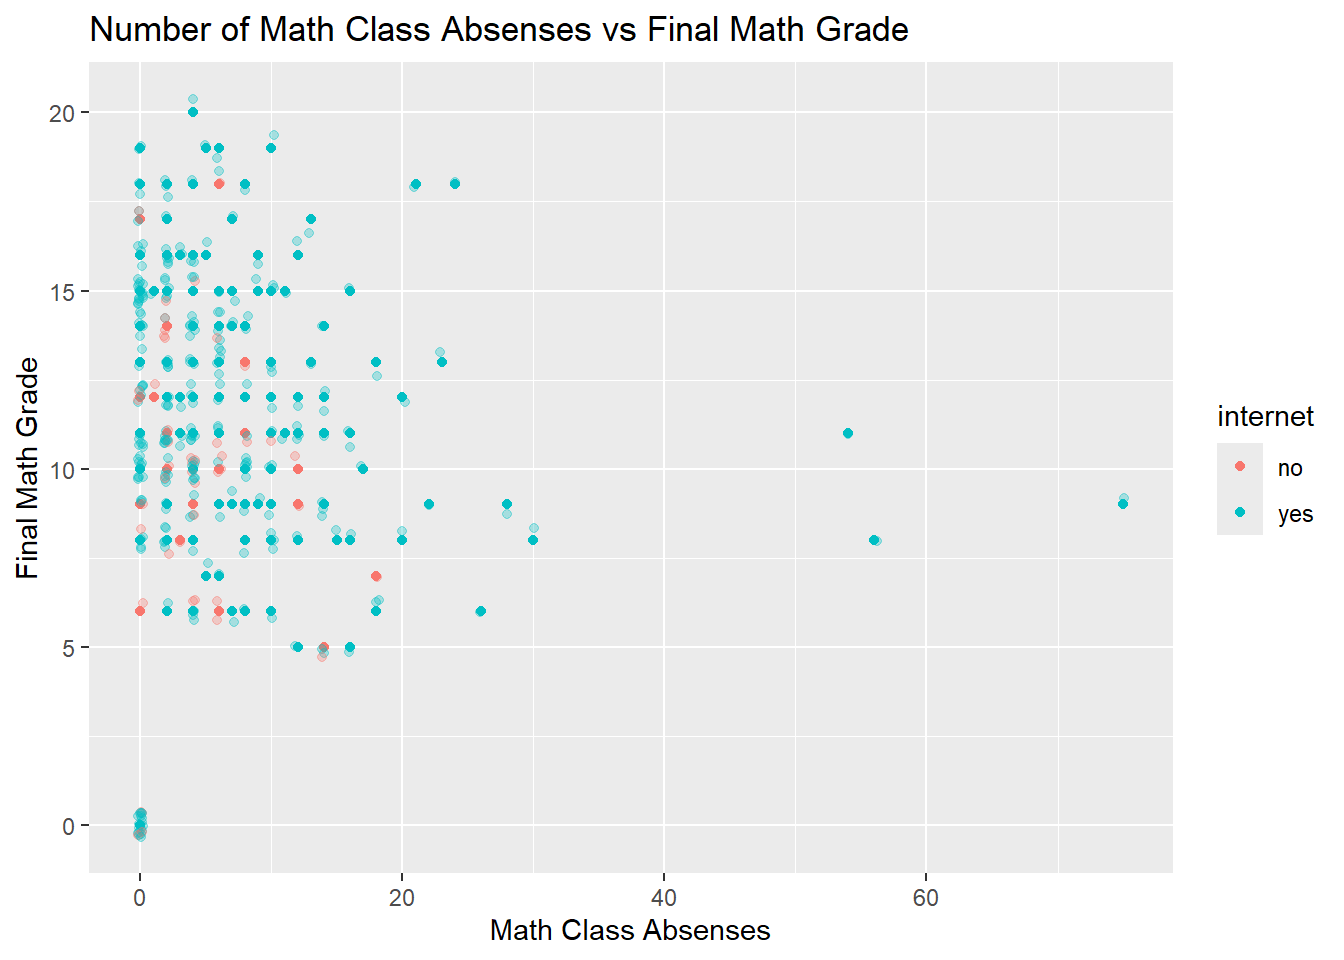 Number of Math Class Absenses vs Final Math Grade
Final Math Grade
20
15
10
5
0
0
20
40
60
Math Class Absenses
internet
no
yes